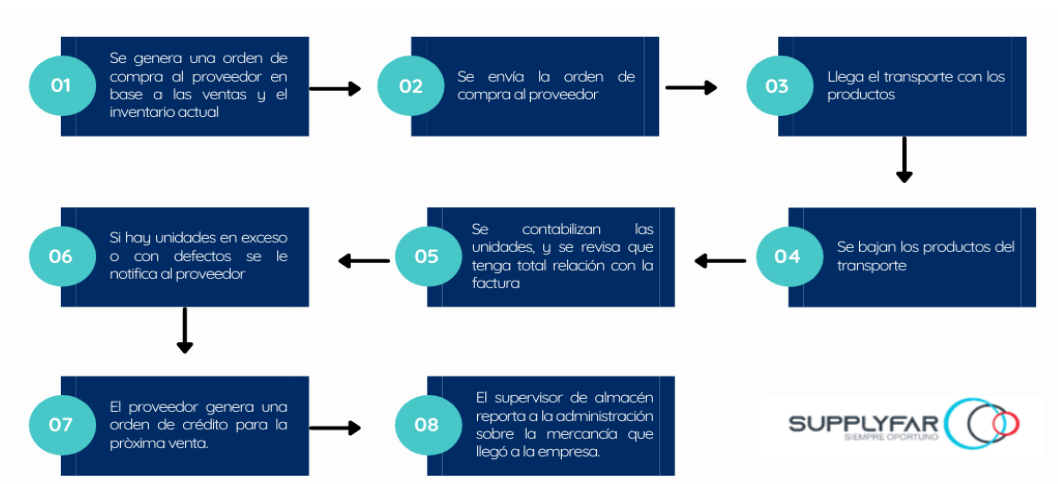 01
Se genera una orden de
compra al proveedor en
base a las ventas y el
inventario actual
02
Se envía la orden de
compra al proveedor
03
Llega el transporte con los
productos
04
Se bajan los productos del
transporte
05
Se contabilizan las
unidades, y se revisa que
tenga total relación con la
factura
06
Si hay unidades en exceso
o con defectos se le
notifica al proveedor
07
El proveedor genera una
orden de crédito para la
pròxima venta.
08
El supervisor de almacén
reporta a la administración
sobre la mercancía que
llegó a la empresa.
SUPPLYFAR
SIEMPRE OPORTUNO